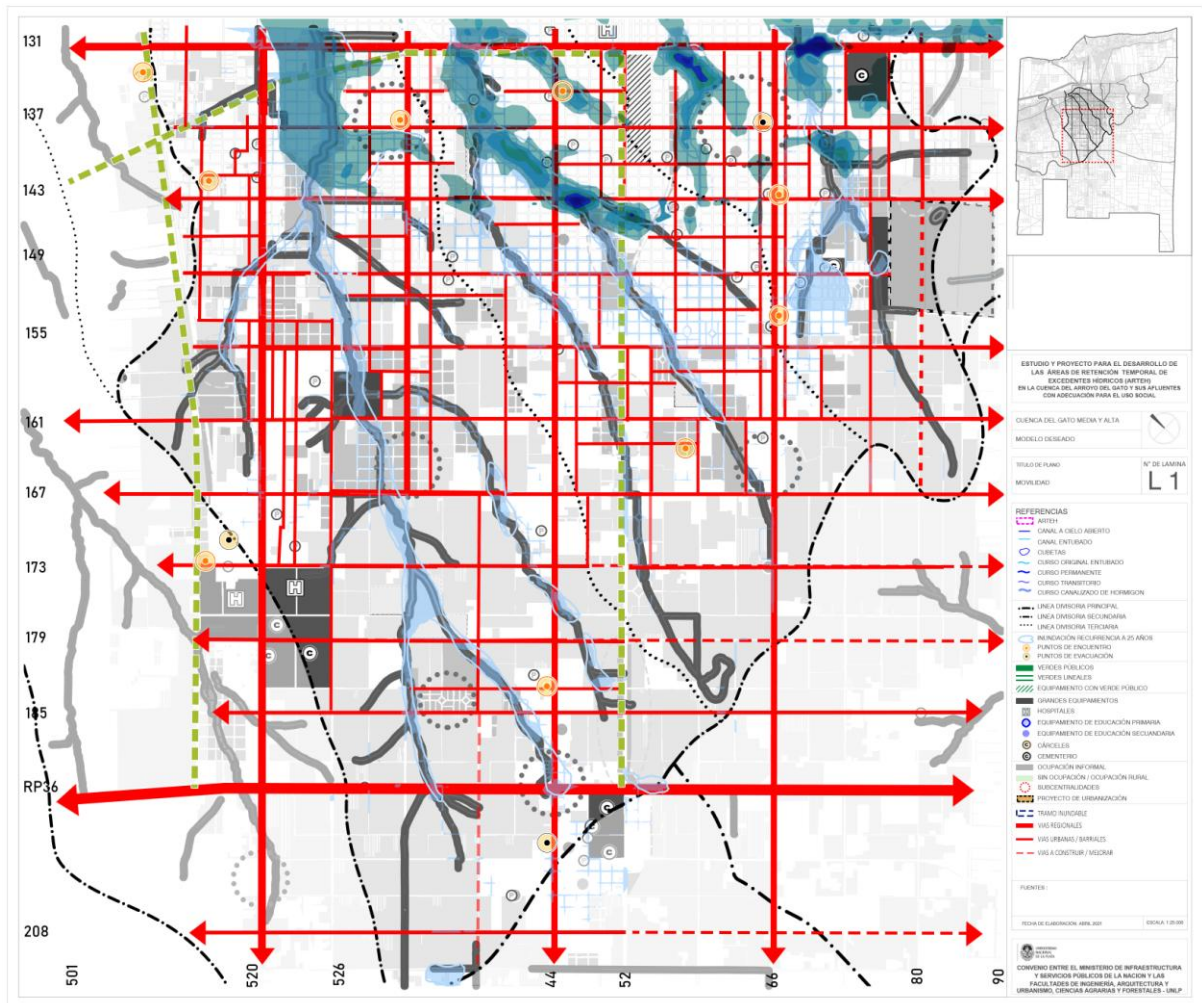 131
137
143
149
155
161
167
173
179
185
RP36
208
501
520
526
44
52
66
80
90
ESTUDIO Y PROYECTO PARA EL DESARROLLO DE
LAS ÁREAS DE RETENCIÓN TEMPORAL DE
EXCEDENTES HÍDRICOS (ARTEH)
EN LA CUENCA DEL ARROYO DEL GATO Y SUS AFLUENTES
CON ADECUACIÓN PARA EL USO SOCIAL
CUENCA DEL GATO MEDIA Y ALTA
MODELO DESEADO
TITULO DE PLANO
MOVILIDAD
N° DE LAMINA
L 1
REFERENCIAS
ARTEH
CANAL A CIELO ABIERTO
CANAL ENTUBADO
CUBETAS
CURSO ORIGINAL ENTUBADO
CURSO PERMANENTE
CURSO TRANSITORIO
CURSO CANALIZADO DE HORMIGON
LINEA DIVISORIA PRINCIPAL
LINEA DIVISORIA SECUNDARIA
LINEA DIVISORIA TERCIARIA
INUNDACIÓN RECURRENCIA A 25 AÑOS
PUNTOS DE ENCUENTRO
PUNTOS DE EVACUACIÓN
VERDES PÚBLICOS
VERDES LINEALES
EQUIPAMIENTO CON VERDE PÚBLICO
GRANDES EQUIPAMIENTOS
HOSPITALES
EQUIPAMIENTO DE EDUCACIÓN PRIMARIA
EQUIPAMIENTO DE EDUCACIÓN SECUNDARIA
CÁRCELES
CEMENTERIO
OCUPACIÓN INFORMAL
SIN OCUPACIÓN / OCUPACIÓN RURAL
SUBCENTRALIDADES
PROYECTO DE URBANIZACIÓN
TRAMO INUNDABLE
VIAS REGIONALES
VIAS URBANAS / BARRIALES
VIAS A CONSTRUIR / MEJORAR
FUENTES :
FECHA DE ELABORACIÓN: ABRIL 2021
UNIVERSIDAD
NACIONAL
DE LA PLATA
CONVENIO ENTRE EL MINISTERIO DE INFRAESTRUCTURA
Y SERVICIOS PÚBLICOS DE LA NACION Y LAS
FACULTADES DE INGENIERÍA, ARQUITECTURA Y
URBANISMO, CIENCIAS AGRARIAS Y FORESTALES - UNLP